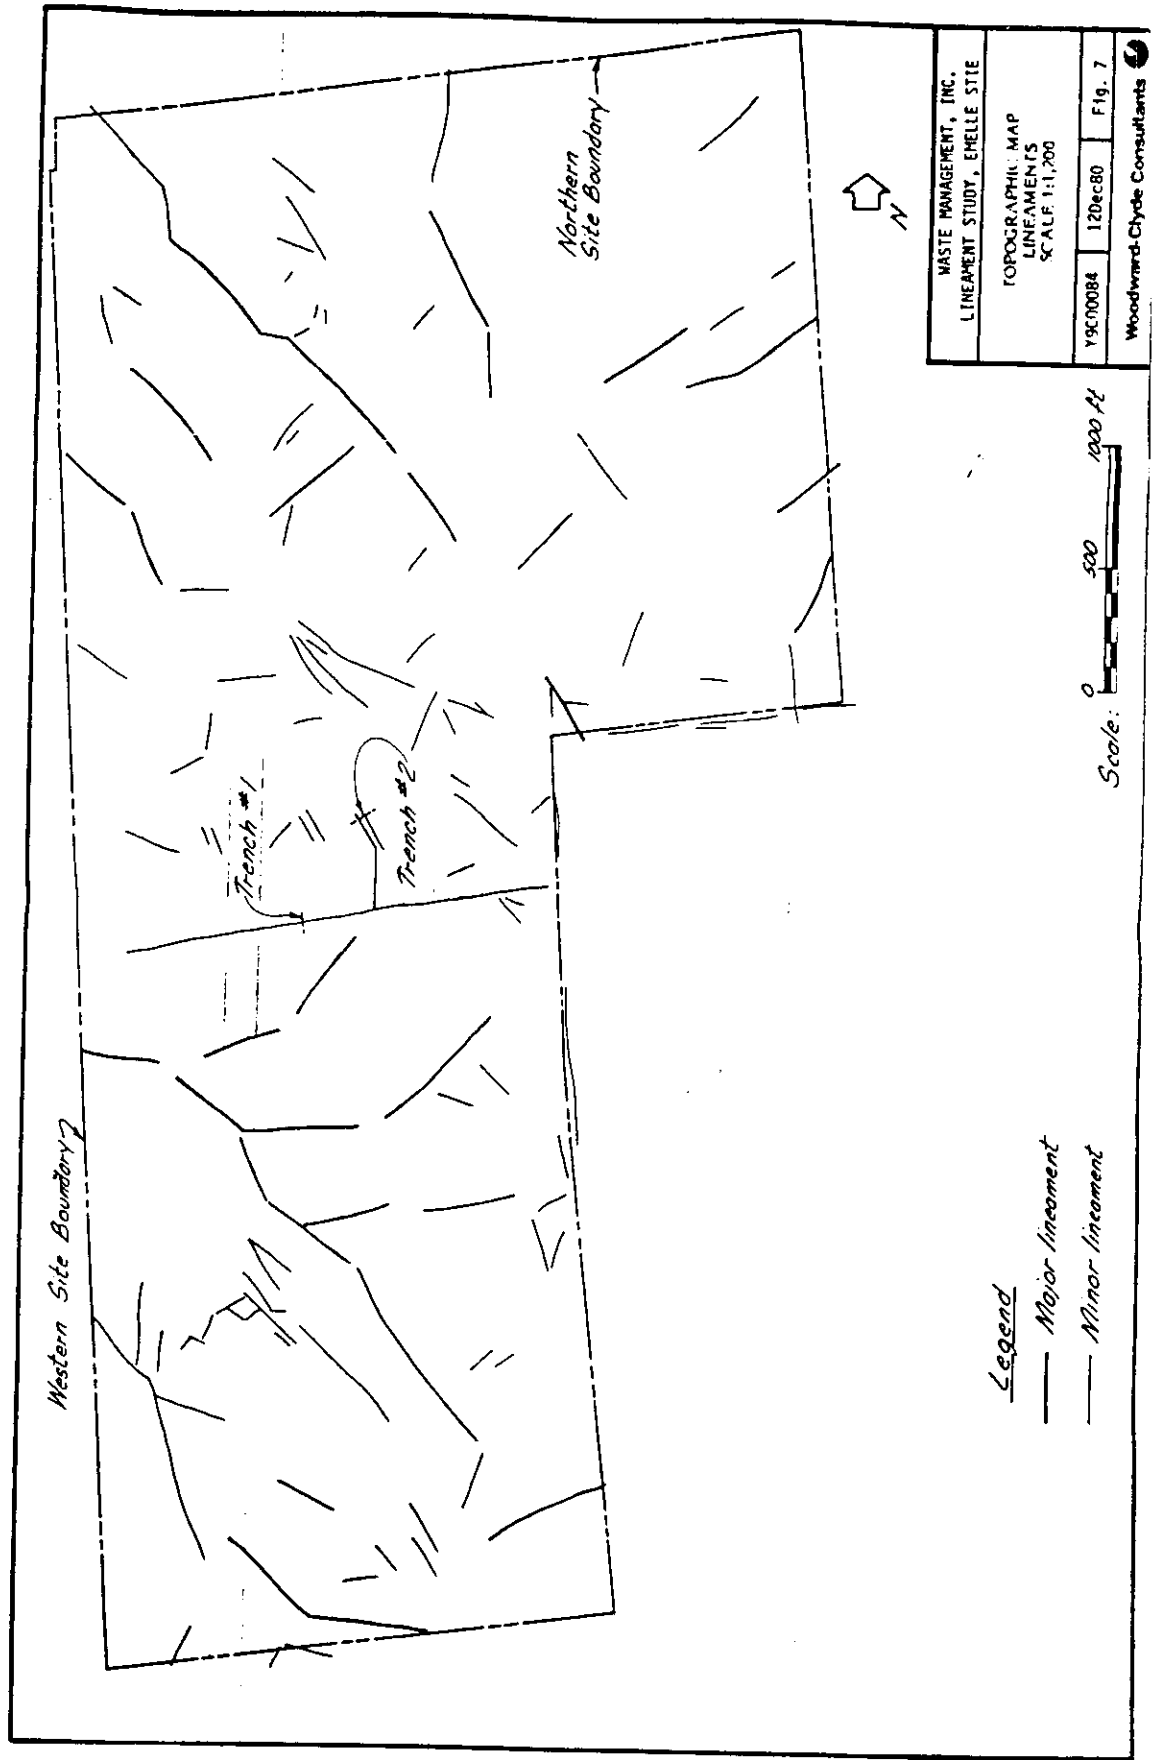 Western Site Boundary
Northern
Site Boundary
N
Trench #1
Trench #2
Legend
Major lineament
Minor lineament
Scale:
0 500 1000 ft
WASTE MANAGEMENT, INC.
LINEAMENT STUDY, EMELLE STIE
TOPOGRAPHIC MAP
LINEAMENTS
SCALE 1:1,200
Y9C00084 12Dec80 Fig. 7
Woodward-Clyde Consultants